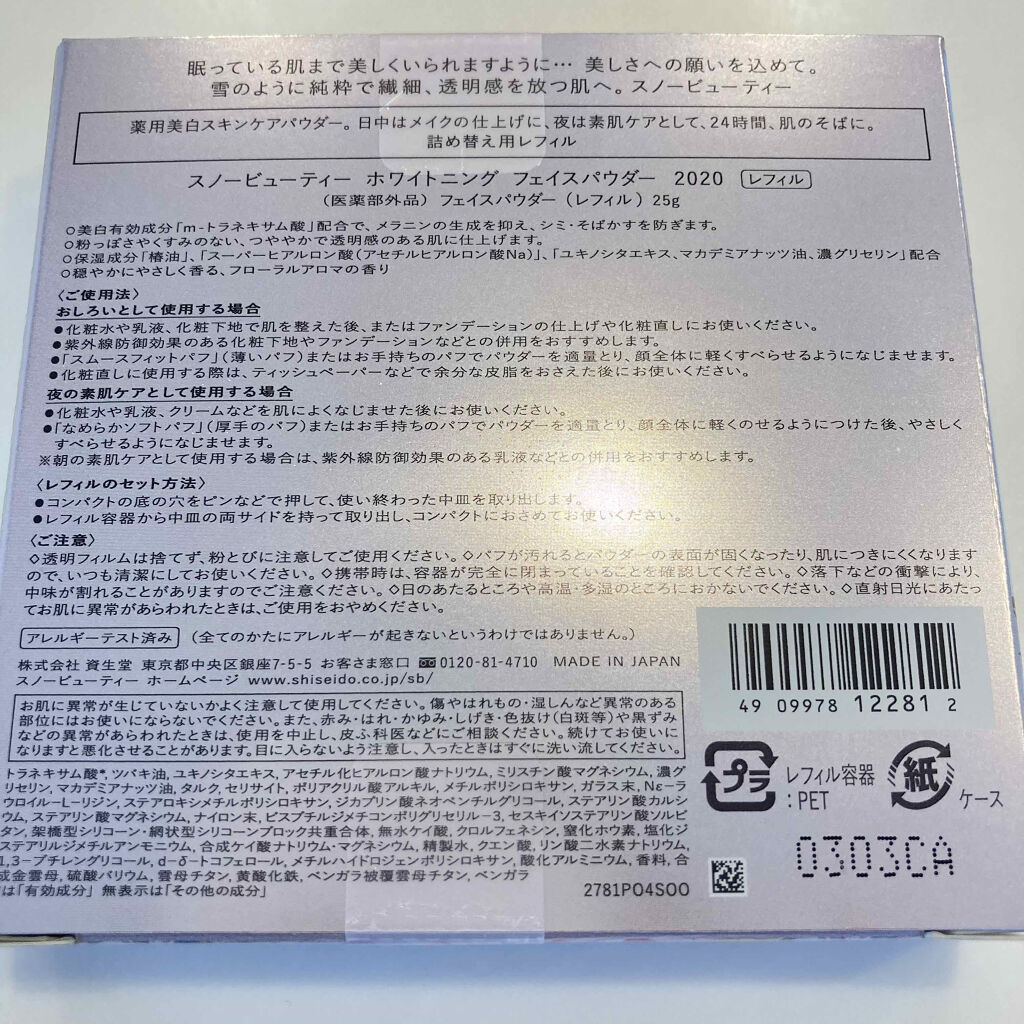 眠っている肌まで美しくいられますように… 美しさへの願いを込めて。
雪のように純粋で繊細、透明感を放つ肌へ。スノービューティー
薬用美白スキンケアパウダー。日中はメイクの仕上げに、夜は素肌ケアとして、24時間、肌のそばに。
詰め替え用レフィル
スノービューティー ホワイトニング フェイスパウダー 2020 レフィル
（医薬部外品） フェイスパウダー（レフィル） 25g
○美白有効成分「m-トラネキサム酸」配合で、メラニンの生成を抑え、シミ・そばかすを防ぎます。
○粉っぽさやくすみのない、つややかで透明感のある肌に仕上げます。
○保湿成分「椿油」、「スーパーヒアルロン酸（アセチルヒアルロン酸Na）」、「ユキノシタエキス、マカデミアナッツ油、濃グリセリン」配合
○穏やかにやさしく香る、フローラルアロマの香り
〈ご使用法〉
おしろいとして使用する場合
●化粧水や乳液、化粧下地で肌を整えた後、またはファンデーションの仕上げや化粧直しにお使いください。
●紫外線防御効果のある化粧下地やファンデーションなどとの併用をおすすめします。
●「スムースフィットパフ」（薄いパフ）またはお手持ちのパフでパウダーを適量とり、顔全体に軽くすべらせるようになじませます。
●化粧直しに使用する際は、ティッシュペーパーなどで余分な皮脂をおさえた後にお使いください。
夜の素肌ケアとして使用する場合
●化粧水や乳液、クリームなどを肌によくなじませた後にお使いください。
●「なめらかソフトパフ」（厚手のパフ）またはお手持ちのパフでパウダーを適量とり、顔全体に軽くのせるようにつけた後、やさしく
すべらせるようになじませます。
※朝の素肌ケアとして使用する場合は、紫外線防御効果のある乳液などとの併用をおすすめします。
〈レフィルのセット方法〉
●コンパクトの底の穴をピンなどで押して、使い終わった中皿を取り出します。
●レフィル容器から中皿の両サイドを持って取り出し、コンパクトにおさめてお使いください。
〈ご注意〉
◇透明フィルムは捨てず、粉とびに注意してご使用ください。◇パフが汚れるとパウダーの表面が固くなったり、肌につきにくくなります
ので、いつも清潔にしてお使いください。◇携帯時は、容器が完全に閉まっていることを確認してください。◇落下などの衝撃により、
中味が割れることがありますのでご注意ください。◇日のあたるところや高温・多湿のところにおかないでください。◇直射日光にあたっ
てお肌に異常があらわれたときは、ご使用をおやめください。
アレルギーテスト済み （全てのかたにアレルギーが起きないというわけではありません。）
株式会社 資生堂 東京都中央区銀座7-5-5 お客さま窓口 0120-81-4710 MADE IN JAPAN
スノービューティー ホームページ www.shiseido.co.jp/sb/
お肌に異常が生じていないかよく注意して使用してください。傷やはれもの・湿しんなど異常のある
部位にはお使いにならないでください。また、赤み・はれ・かゆみ・しげき・色抜け（白斑等）や黒ずみ
などの異常があらわれたときは、使用を中止し、皮ふ科医などにご相談ください。続けてお使いに
なりますと悪化させることがあります。目に入らないよう注意し、入ったときはすぐに洗い流してください。
トラネキサム酸*，ツバキ油，ユキノシタエキス，アセチル化ヒアルロン酸ナトリウム，ミリスチン酸マグネシウム，濃グ
リセリン，マカデミアナッツ油，タルク，セリサイト，ポリアクリル酸アルキル，メチルポリシロキサン，ガラス末，Nε-ラ
ウロイル-L-リジン，ステアロキシメチルポリシロキサン，ジカプリン酸ネオペンチルグリコール，ステアリン酸カルシ
ウム，ステアリン酸マグネシウム，ナイロン末，ビスブチルジメチコンポリグリセリル-3，セスキイソステアリン酸ソルビ
タン，架橋型シリコーン・網状型シリコーンブロック共重合体，無水ケイ酸，クロルフェネシン，窒化ホウ素，塩化ジ
ステアリルジメチルアンモニウム，合成ケイ酸ナトリウム・マグネシウム，精製水，クエン酸，リン酸二水素ナトリウム，
1,3-ブチレングリコール，d-δ-トコフェロール，メチルハイドロジェンポリシロキサン，酸化アルミニウム，香料，合
成金雲母，硫酸バリウム，雲母チタン，黄酸化鉄，ベンガラ被覆雲母チタン，ベンガラ
は「有効成分」 無表示は「その他の成分」
2781P04S00
4 909978 122812
プラ
レフィル容器
：PET
紙
ケース
0303CA